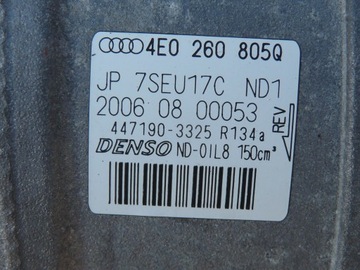 4E0 260 805Q
JP 7SEU17C ND1
2006 08 00053
447190-3325 R134a
DENSO ND-OIL8 150cm³
REV